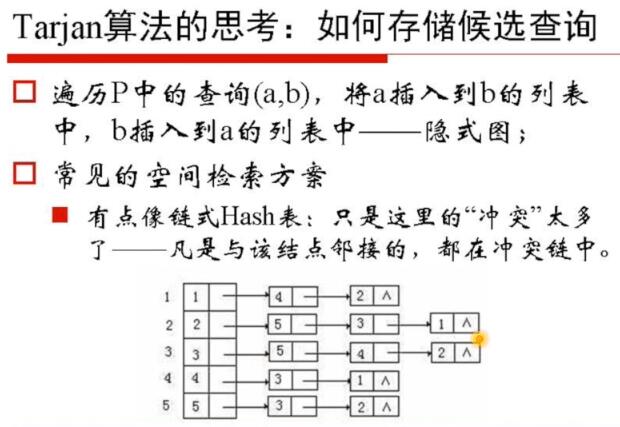 Tarjan算法的思考：如何存储候选查询
遍历P中的查询(a,b)，将a插入到b的列表
中，b插入到a的列表中——隐式图；
常见的空间检索方案
有点像链式Hash表：只是这里的“冲突”太多
了——凡是与该结点邻接的，都在冲突链中。
1 1 4 2 ∧
2 2 5 3 1 ∧
3 3 5 4 2 ∧
4 4 3 1 ∧
5 5 3 2 ∧